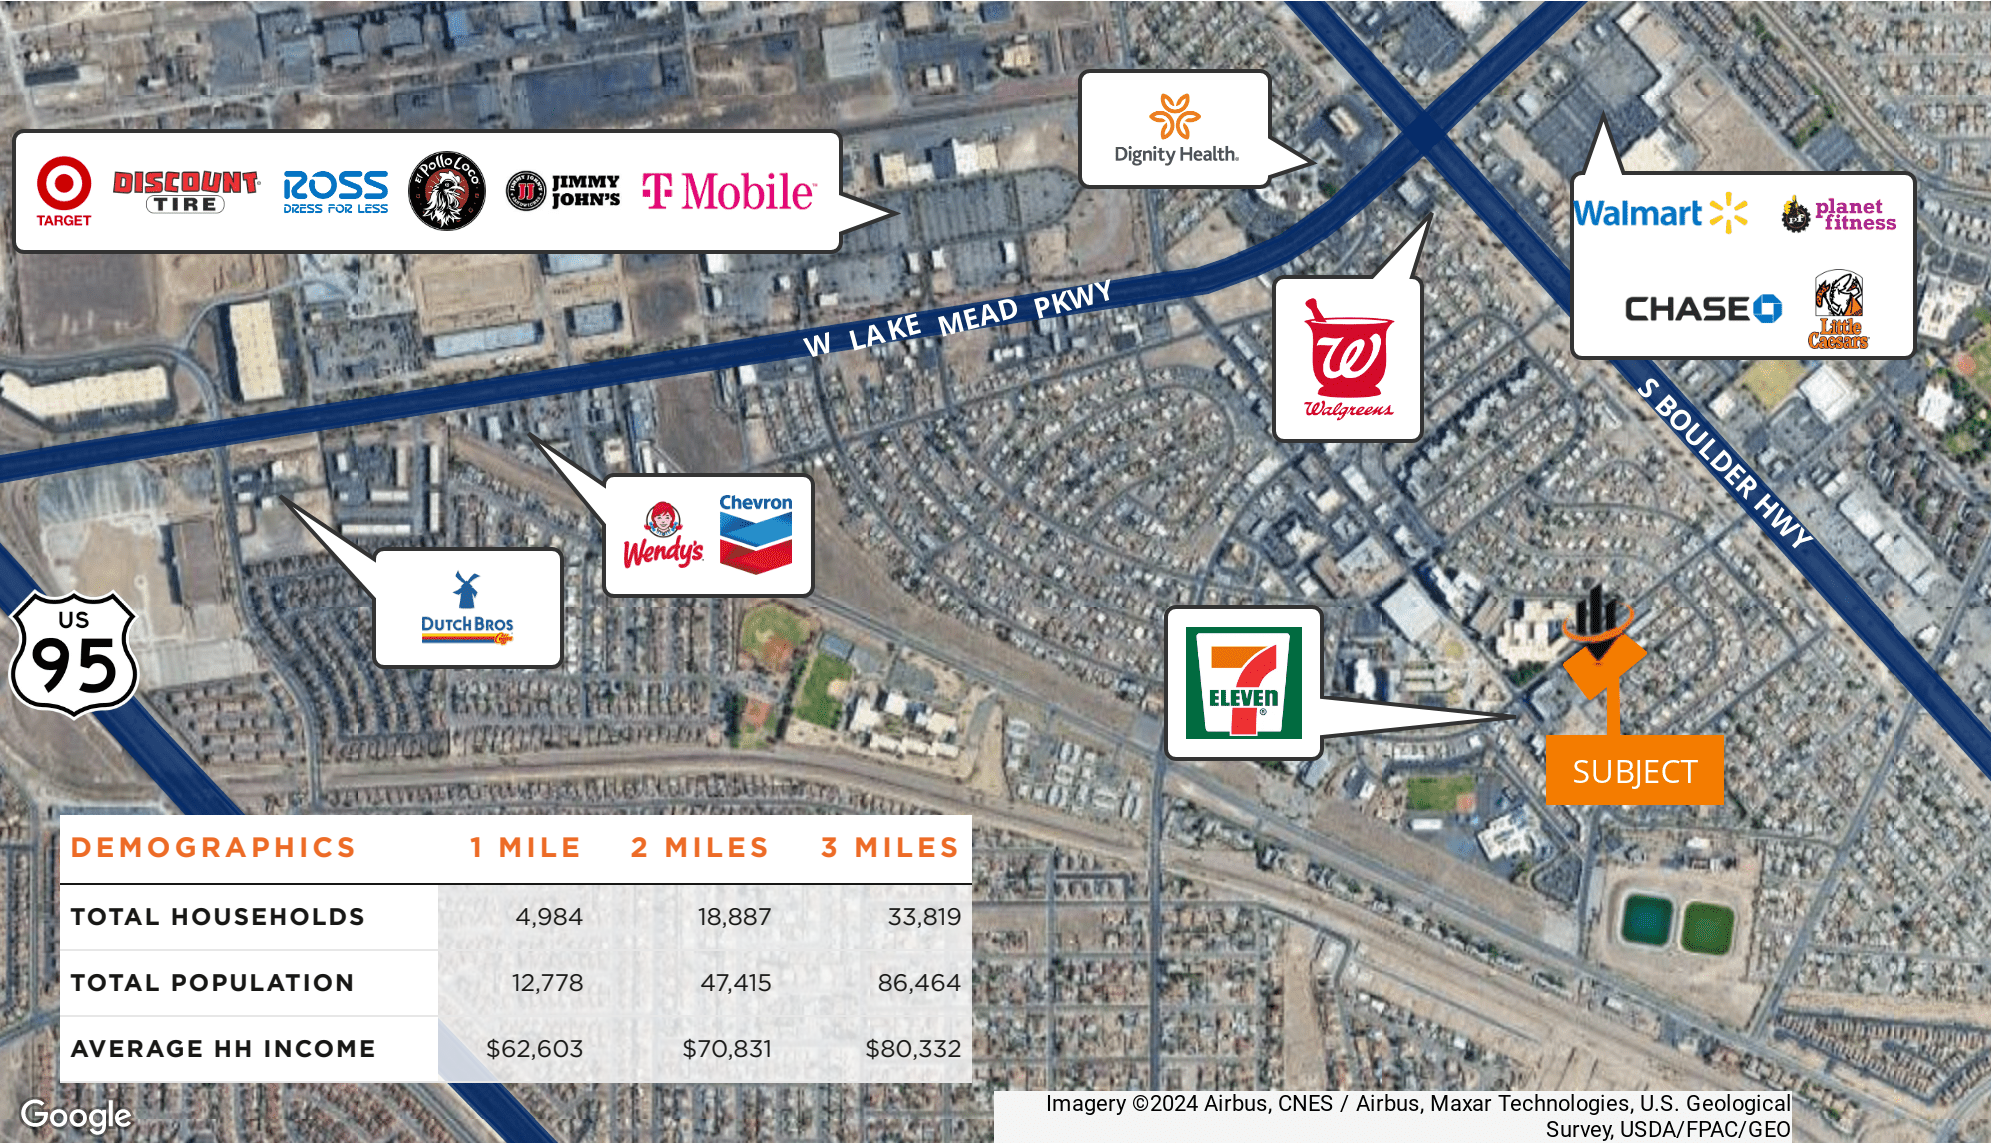 Dignity Health
TARGET
DISCOUNT
TIRE
ROSS
DRESS FOR LESS
El Pollo Loco
JIMMY
JOHN'S
T Mobile
Walmart
planet
fitness
CHASE
Little
Caesars
W LAKE MEAD PKWY
Walgreens
S BOULDER HWY
Chevron
Wendy's
DUTCH BROS
Coffee
US
95
7
ELEVEN
SUBJECT
DEMOGRAPHICS 1 MILE 2 MILES 3 MILES
TOTAL HOUSEHOLDS 4,984 18,887 33,819
TOTAL POPULATION 12,778 47,415 86,464
AVERAGE HH INCOME $62,603 $70,831 $80,332
Google
Imagery ©2024 Airbus, CNES / Airbus, Maxar Technologies, U.S. Geological
Survey, USDA/FPAC/GEO